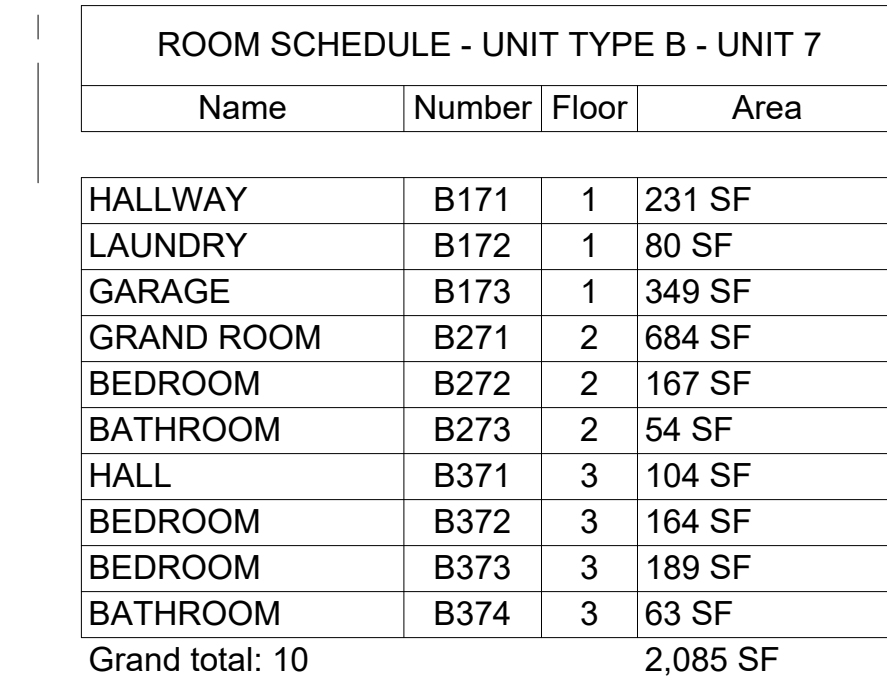 ROOM SCHEDULE - UNIT TYPE B - UNIT 7
Name Number Floor Area
HALLWAY B171 1 231 SF
LAUNDRY B172 1 80 SF
GARAGE B173 1 349 SF
GRAND ROOM B271 2 684 SF
BEDROOM B272 2 167 SF
BATHROOM B273 2 54 SF
HALL B371 3 104 SF
BEDROOM B372 3 164 SF
BEDROOM B373 3 189 SF
BATHROOM B374 3 63 SF
Grand total: 10 2,085 SF